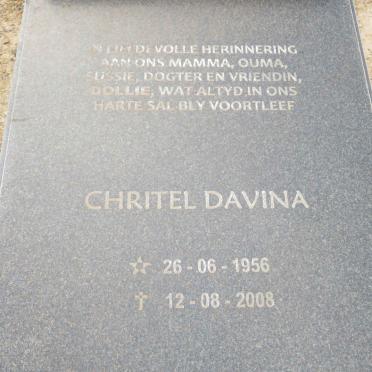 'N LIEFDEVOLLE HERINNERING
AAN ONS MAMMA, OUMA,
SUSSIE, DOGTER EN VRIENDIN,
DOLLIE, WAT ALTYD IN ONS
HARTE SAL BLY VOORTLEEF
CHRITEL DAVINA
☆ 26 - 06 - 1956
✝ 12 - 08 - 2008